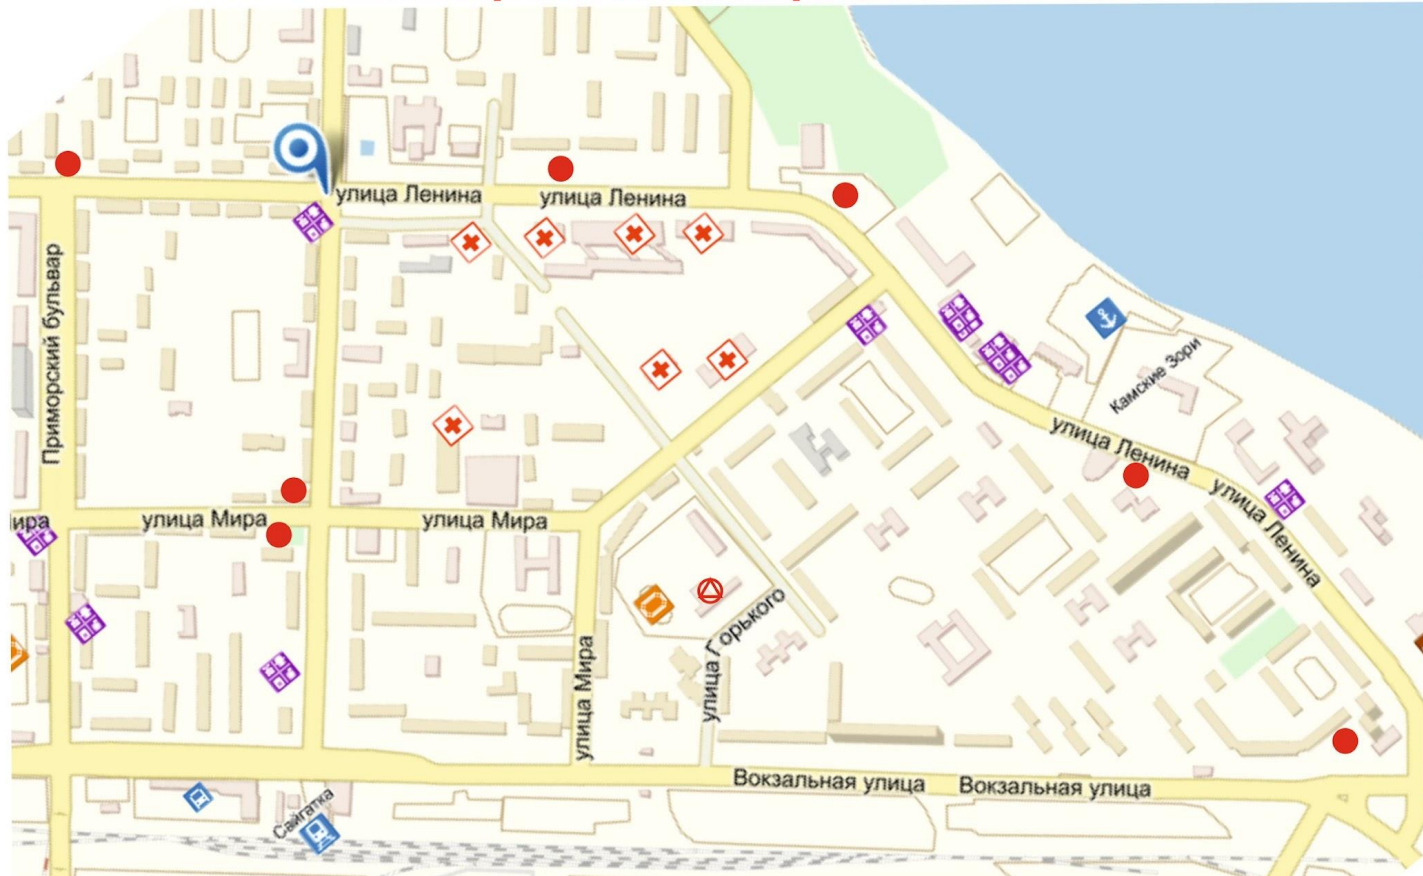 улица Ленина
улица Ленина
Приморский бульвар
Камские Зори
улица Ленина
улица Ленина
ира
улица Мира
улица Мира
улица Горького
улица Мира
Вокзальная улица
Вокзальная улица
Сайгатка